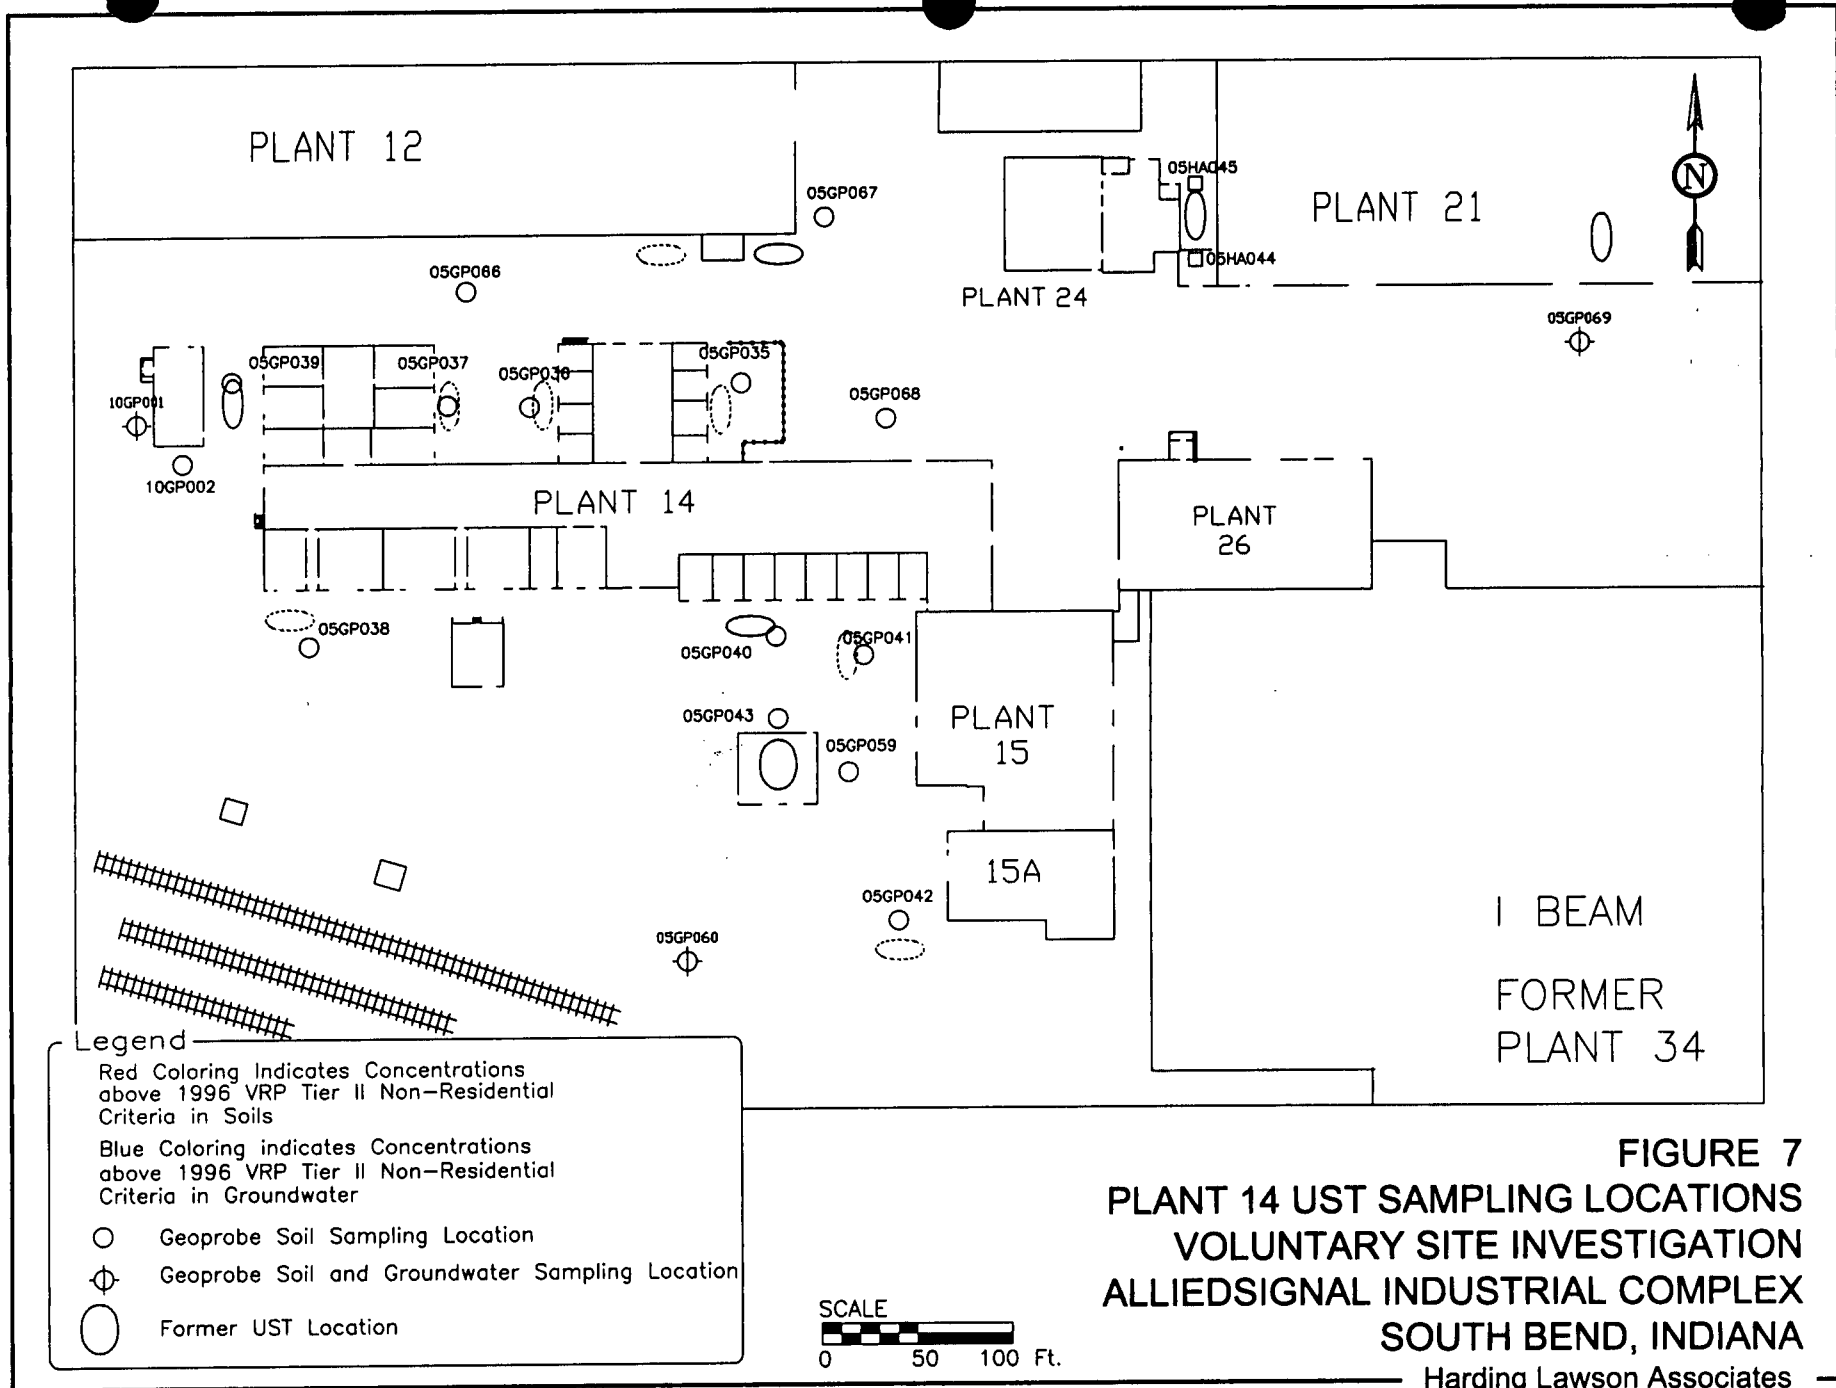 PLANT 12
05GP067
05HA045
PLANT 21
N
05HA044
05GP066
PLANT 24
05GP069
05GP039
05GP037
05GP036
05GP035
05GP068
10GP001
10GP002
PLANT 14
PLANT
26
05GP038
05GP040
05GP041
05GP043
05GP059
PLANT
15
15A
05GP042
05GP060
I BEAM
FORMER
PLANT 34
Legend
Red Coloring Indicates Concentrations
above 1996 VRP Tier II Non-Residential
Criteria in Soils
Blue Coloring indicates Concentrations
above 1996 VRP Tier II Non-Residential
Criteria in Groundwater
Geoprobe Soil Sampling Location
Geoprobe Soil and Groundwater Sampling Location
Former UST Location
SCALE
0 50 100 Ft.
FIGURE 7
PLANT 14 UST SAMPLING LOCATIONS
VOLUNTARY SITE INVESTIGATION
ALLIEDSIGNAL INDUSTRIAL COMPLEX
SOUTH BEND, INDIANA
Harding Lawson Associates